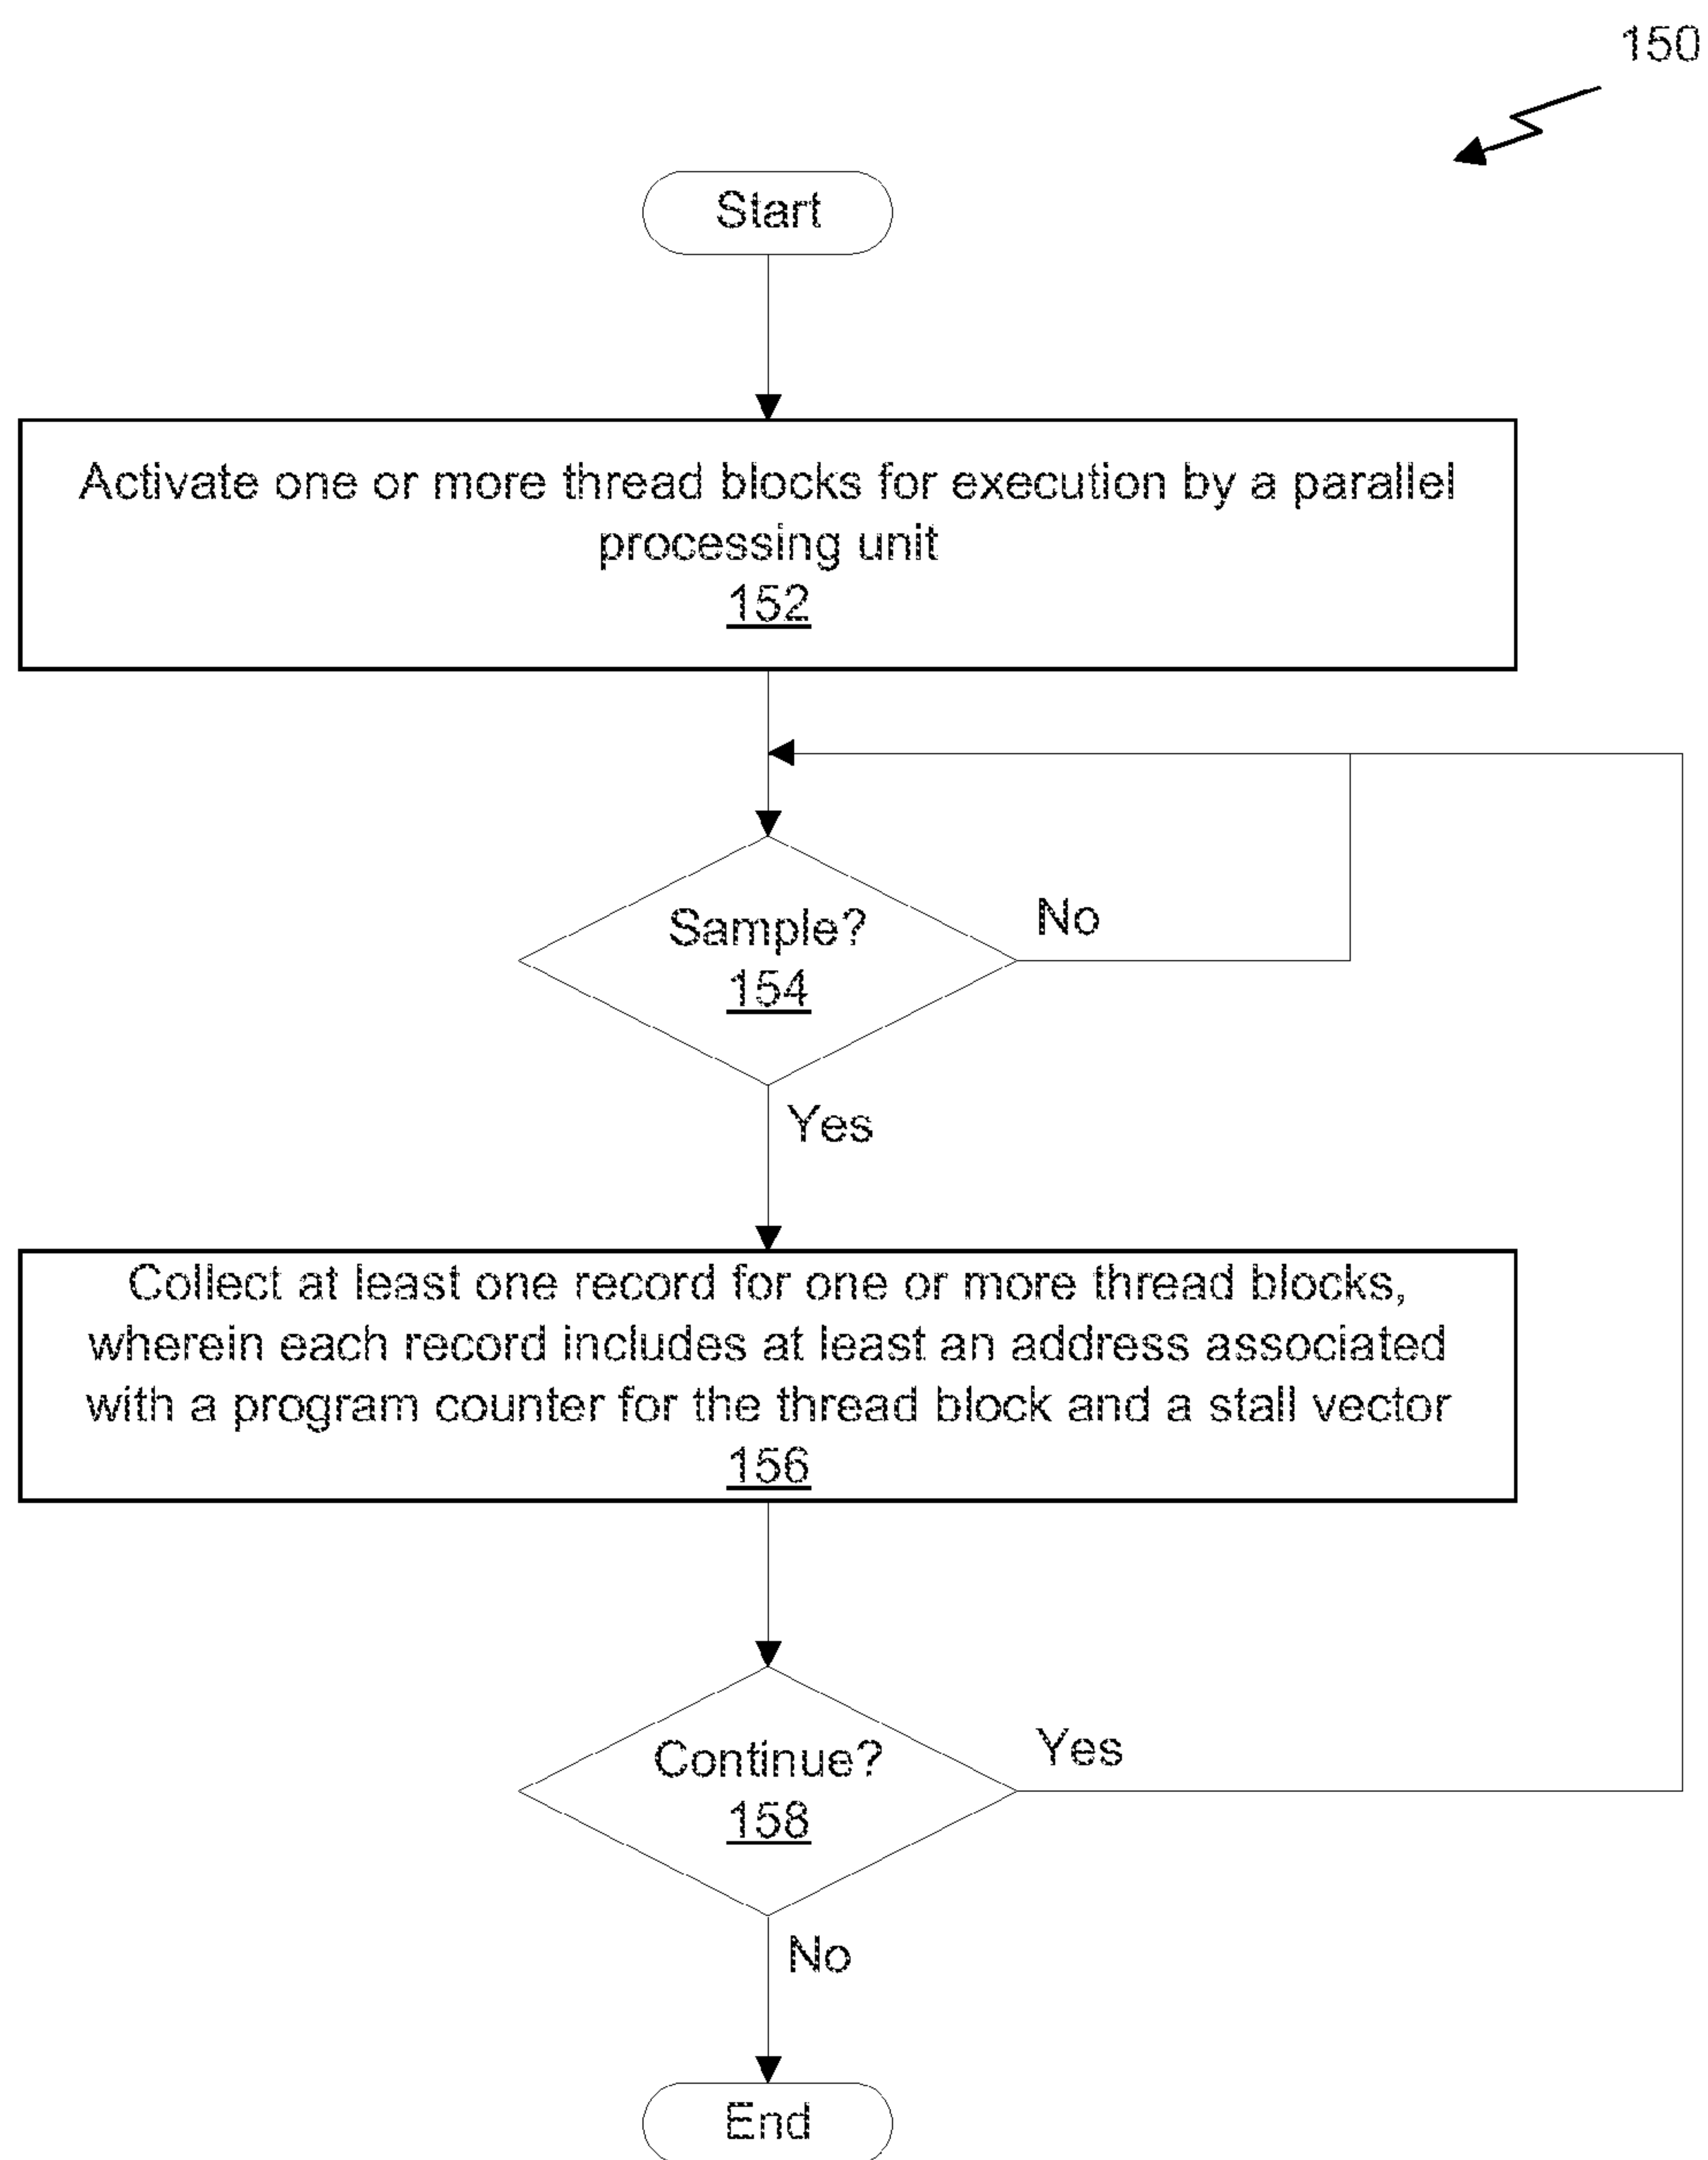 150
Start
Activate one or more thread blocks for execution by a parallel
processing unit
152
Sample?
154
No
Yes
Collect at least one record for one or more thread blocks,
wherein each record includes at least an address associated
with a program counter for the thread block and a stall vector
156
Continue?
158
Yes
No
End